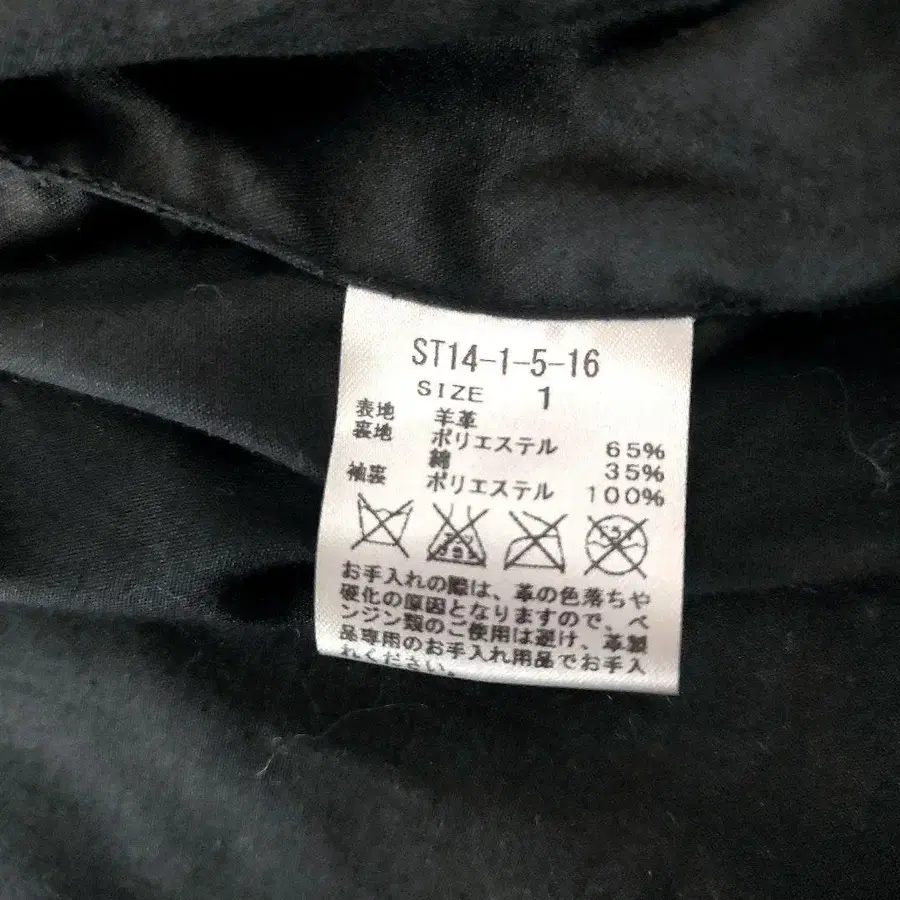 ST14-1-5-16
SIZE 1
表地 羊革
裏地 ポリエステル 65%
綿 35%
袖裏 ポリエステル 100%
お手入れの際は、革の色落ちや
硬化の原因となりますので、ベ
ンジン類のご使用は避け、革製
品専用のお手入れ用品でお手入
れください。